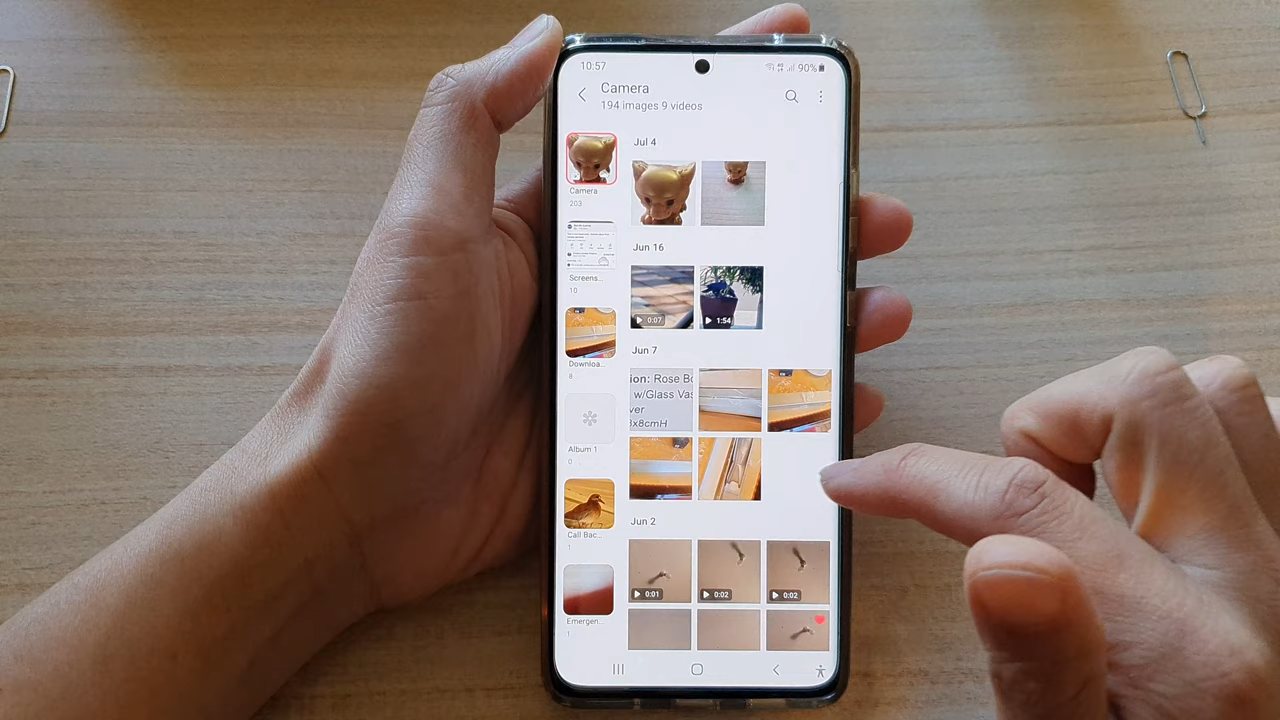 10:57
90%
Camera
194 images 9 videos
Jul 4
Camera
203
Jun 16
Screens...
10
0:07
1:54
Downloa...
8
Jun 7
ion: Rose Bo
w/Glass Vas
ver
8x8cmH
Album 1
0
Jun 2
Call Bac...
1
0:01
0:02
0:02
Emergen...
1